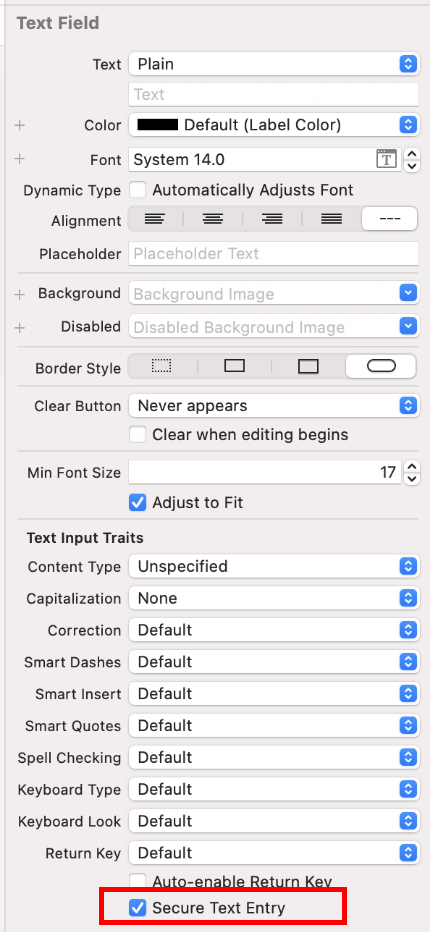 Text Field
Text Plain
Text
+ Color Default (Label Color)
+ Font System 14.0 T
Dynamic Type Automatically Adjusts Font
Alignment ---
Placeholder Placeholder Text
+ Background Background Image
+ Disabled Disabled Background Image
Border Style
Clear Button Never appears
Clear when editing begins
Min Font Size 17
Adjust to Fit
Text Input Traits
Content Type Unspecified
Capitalization None
Correction Default
Smart Dashes Default
Smart Insert Default
Smart Quotes Default
Spell Checking Default
Keyboard Type Default
Keyboard Look Default
Return Key Default
Auto-enable Return Key
Secure Text Entry